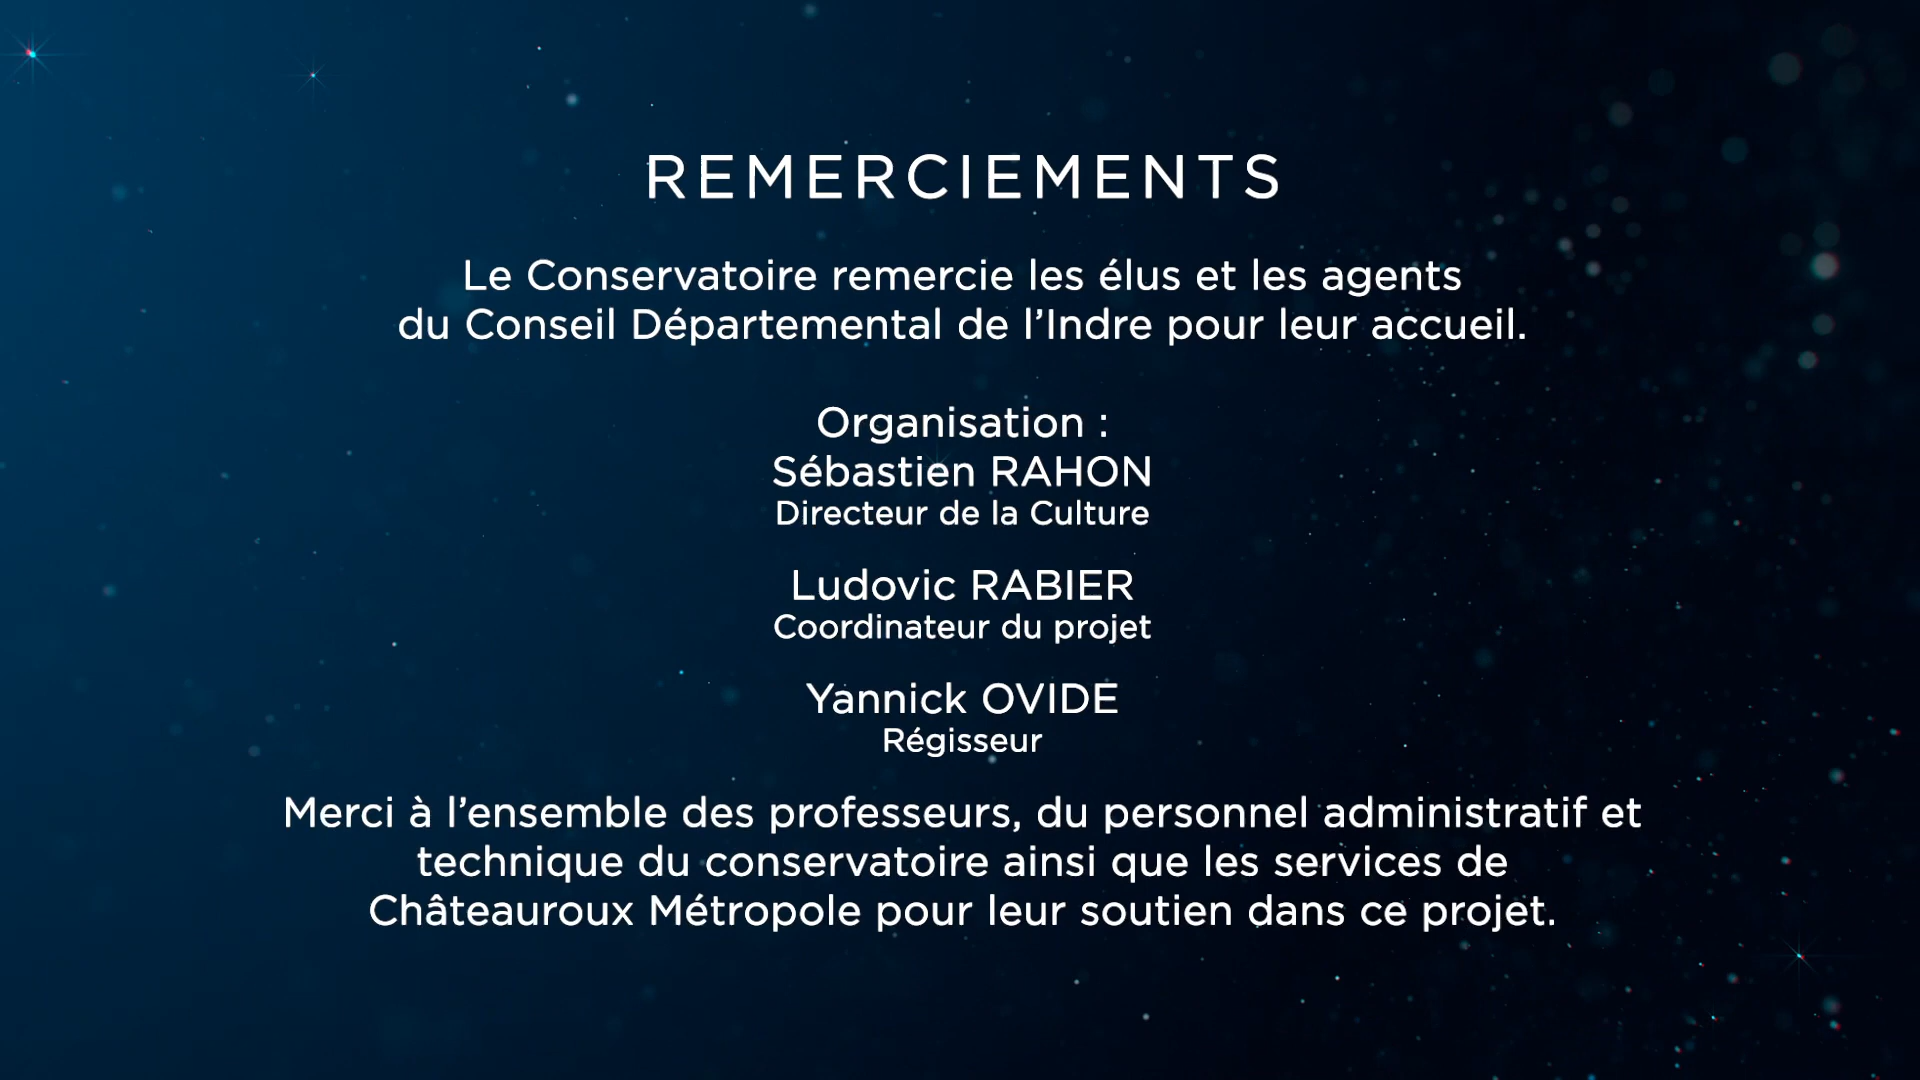 REMERCIEMENTS
Le Conservatoire remercie les élus et les agents
du Conseil Départemental de l’Indre pour leur accueil.
Organisation :
Sébastien RAHON
Directeur de la Culture
Ludovic RABIER
Coordinateur du projet
Yannick OVIDE
Régisseur
Merci à l’ensemble des professeurs, du personnel administratif et
technique du conservatoire ainsi que les services de
Châteauroux Métropole pour leur soutien dans ce projet.